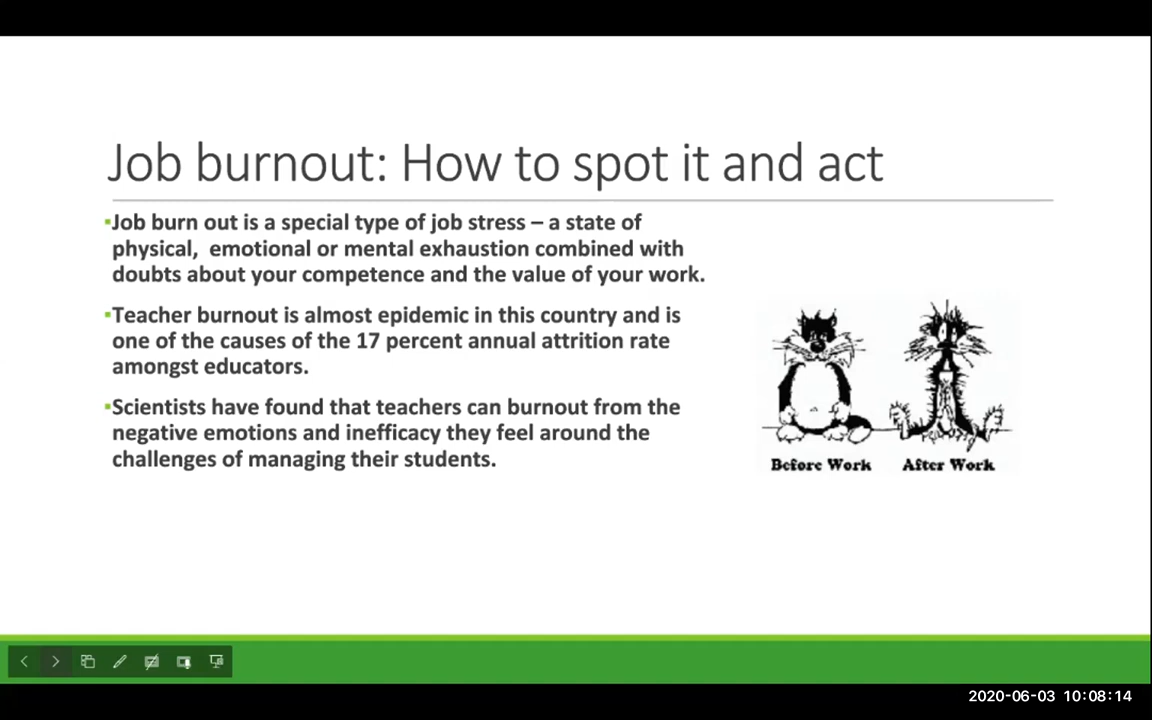 Job burnout: How to spot it and act
▪Job burn out is a special type of job stress – a state of
physical,  emotional or mental exhaustion combined with
doubts about your competence and the value of your work.
▪Teacher burnout is almost epidemic in this country and is
one of the causes of the 17 percent annual attrition rate
amongst educators.
▪Scientists have found that teachers can burnout from the
negative emotions and inefficacy they feel around the
challenges of managing their students.
Before Work
After Work
2020-06-03 10:08:14